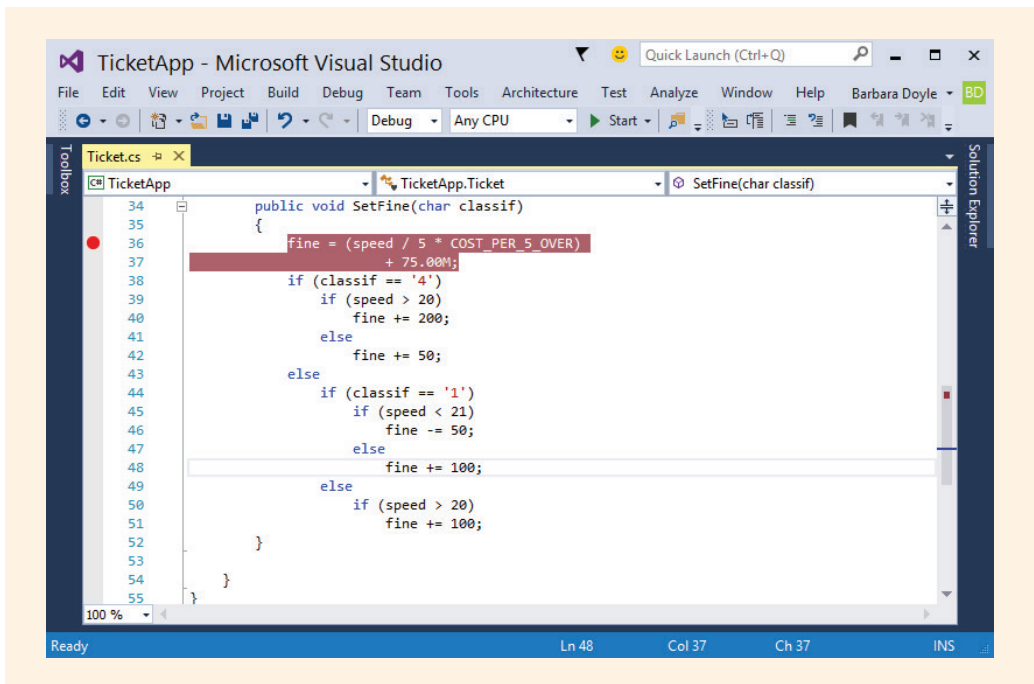 TicketApp - Microsoft Visual Studio
Quick Launch (Ctrl+Q)
File Edit View Project Build Debug Team Tools Architecture Test Analyze Window Help Barbara Doyle BD
Debug Any CPU Start
Toolbox
Ticket.cs
Solution Explorer
C# TicketApp TicketApp.Ticket SetFine(char classif)
34 public void SetFine(char classif)
35 {
36 fine = (speed / 5 * COST_PER_5_OVER)
37 + 75.00M;
38 if (classif == '4')
39 if (speed > 20)
40 fine += 200;
41 else
42 fine += 50;
43 else
44 if (classif == '1')
45 if (speed < 21)
46 fine -= 50;
47 else
48 fine += 100;
49 else
50 if (speed > 20)
51 fine += 100;
52 }
53
54 }
55 }
100 %
Ready Ln 48 Col 37 Ch 37 INS